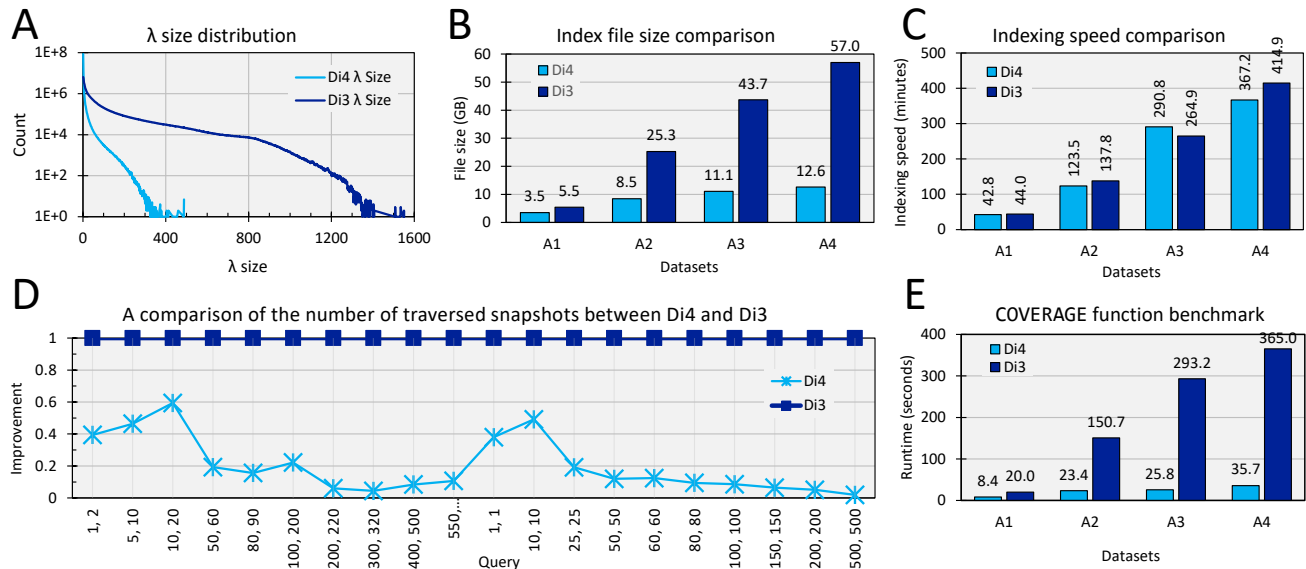 A
λ size distribution
1E+8
1E+6
1E+4
1E+2
1E+0
Count
Di4 λ Size
Di3 λ Size
0
400
800
1200
1600
λ size
B
Index file size comparison
60
50
40
30
20
10
0
File size (GB)
Di4
Di3
3.5
5.5
8.5
25.3
11.1
43.7
12.6
57.0
A1
A2
A3
A4
Datasets
C
Indexing speed comparison
500
400
300
200
100
0
Indexing speed (minutes)
Di4
Di3
42.8
44.0
123.5
137.8
290.8
264.9
367.2
414.9
A1
A2
A3
A4
Datasets
D
A comparison of the number of traversed snapshots between Di4 and Di3
1
0.8
0.6
0.4
0.2
0
Improvement
Di4
Di3
1, 2
5, 10
10, 20
50, 60
80, 90
100, 200
200, 220
300, 320
400, 500
550,...
1, 1
10, 10
25, 25
50, 50
60, 60
80, 80
100, 100
150, 150
200, 200
500, 500
Query
E
COVERAGE function benchmark
400
300
200
100
0
Runtime (seconds)
Di4
Di3
8.4
20.0
23.4
150.7
25.8
293.2
35.7
365.0
A1
A2
A3
A4
Datasets